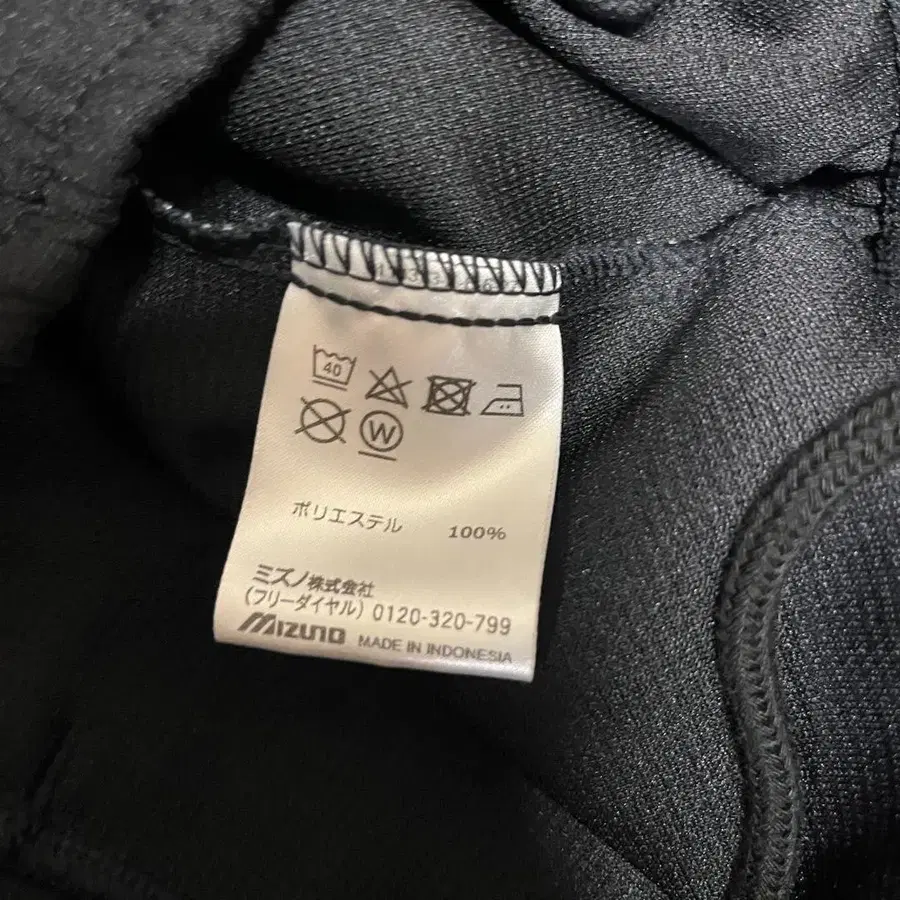 40
W
ポリエステル 100%
ミズノ株式会社
(フリーダイヤル) 0120-320-799
MIZUNO MADE IN INDONESIA